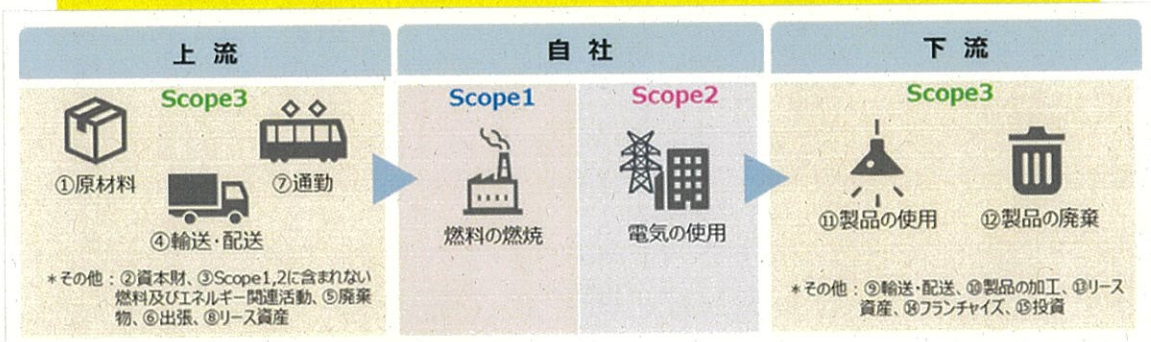 上流
Scope3
①原材料
⑦通勤
④輸送・配送
*その他：②資本財、③Scope1,2に含まれない
燃料及びエネルギー関連活動、⑤廃棄
物、⑥出張、⑧リース資産
自社
Scope1
燃料の燃焼
Scope2
電気の使用
下流
Scope3
⑪製品の使用
⑫製品の廃棄
*その他：⑨輸送・配送、⑩製品の加工、⑬リース
資産、⑭フランチャイズ、⑮投資